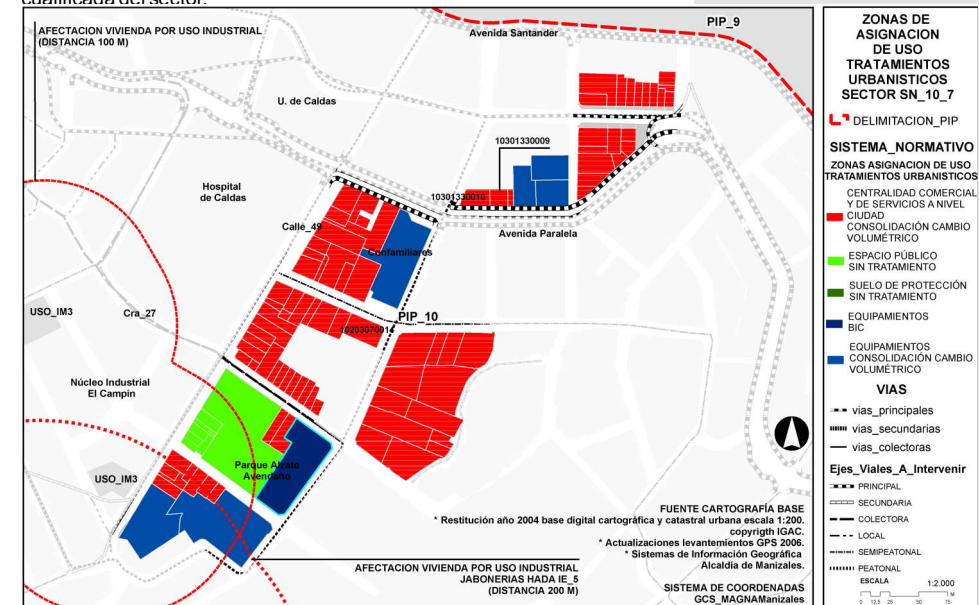 cualificada del sector.
AFECTACION VIVIENDA POR USO INDUSTRIAL
(DISTANCIA 100 M)
Avenida Santander
PIP_9
U. de Caldas
10301330009
Hospital
de Caldas
10301330010
Calle_49
Avenida Paralela
Confamiliares
USO_IM3
Cra_27
PIP_10
10203070014
Núcleo Industrial
El Campin
Parque Alzate
Avendaño
USO_IM3
FUENTE CARTOGRAFÍA BASE
* Restitución año 2004 base digital cartográfica y catastral urbana escala 1:200.
copyrigth IGAC.
* Actualizaciones levantemientos GPS 2006.
* Sistemas de Información Geográfica
Alcaldia de Manizales.
AFECTACION VIVIENDA POR USO INDUSTRIAL
JABONERIAS HADA IE_5
(DISTANCIA 200 M)
SISTEMA DE COORDENADAS
GCS_MAGNAManizales
ZONAS DE
ASIGNACION
DE USO
TRATAMIENTOS
URBANISTICOS
SECTOR SN_10_7
DELIMITACION_PIP
SISTEMA_NORMATIVO
ZONAS ASIGNACION DE USO
TRATAMIENTOS URBANISTICOS
CENTRALIDAD COMERCIAL
Y DE SERVICIOS A NIVEL
CIUDAD
CONSOLIDACIÓN CAMBIO
VOLUMÉTRICO
ESPACIO PÚBLICO
SIN TRATAMIENTO
SUELO DE PROTECCIÓN
SIN TRATAMIENTO
EQUIPAMIENTOS
BIC
EQUIPAMIENTOS
CONSOLIDACIÓN CAMBIO
VOLUMÉTRICO
VIAS
vias_principales
vias_secundarias
vias_colectoras
Ejes_Viales_A_Intervenir
PRINCIPAL
SECUNDARIA
COLECTORA
LOCAL
SEMIPEATONAL
PEATONAL
ESCALA 1:2.000
0 12,5 25 50 75 M